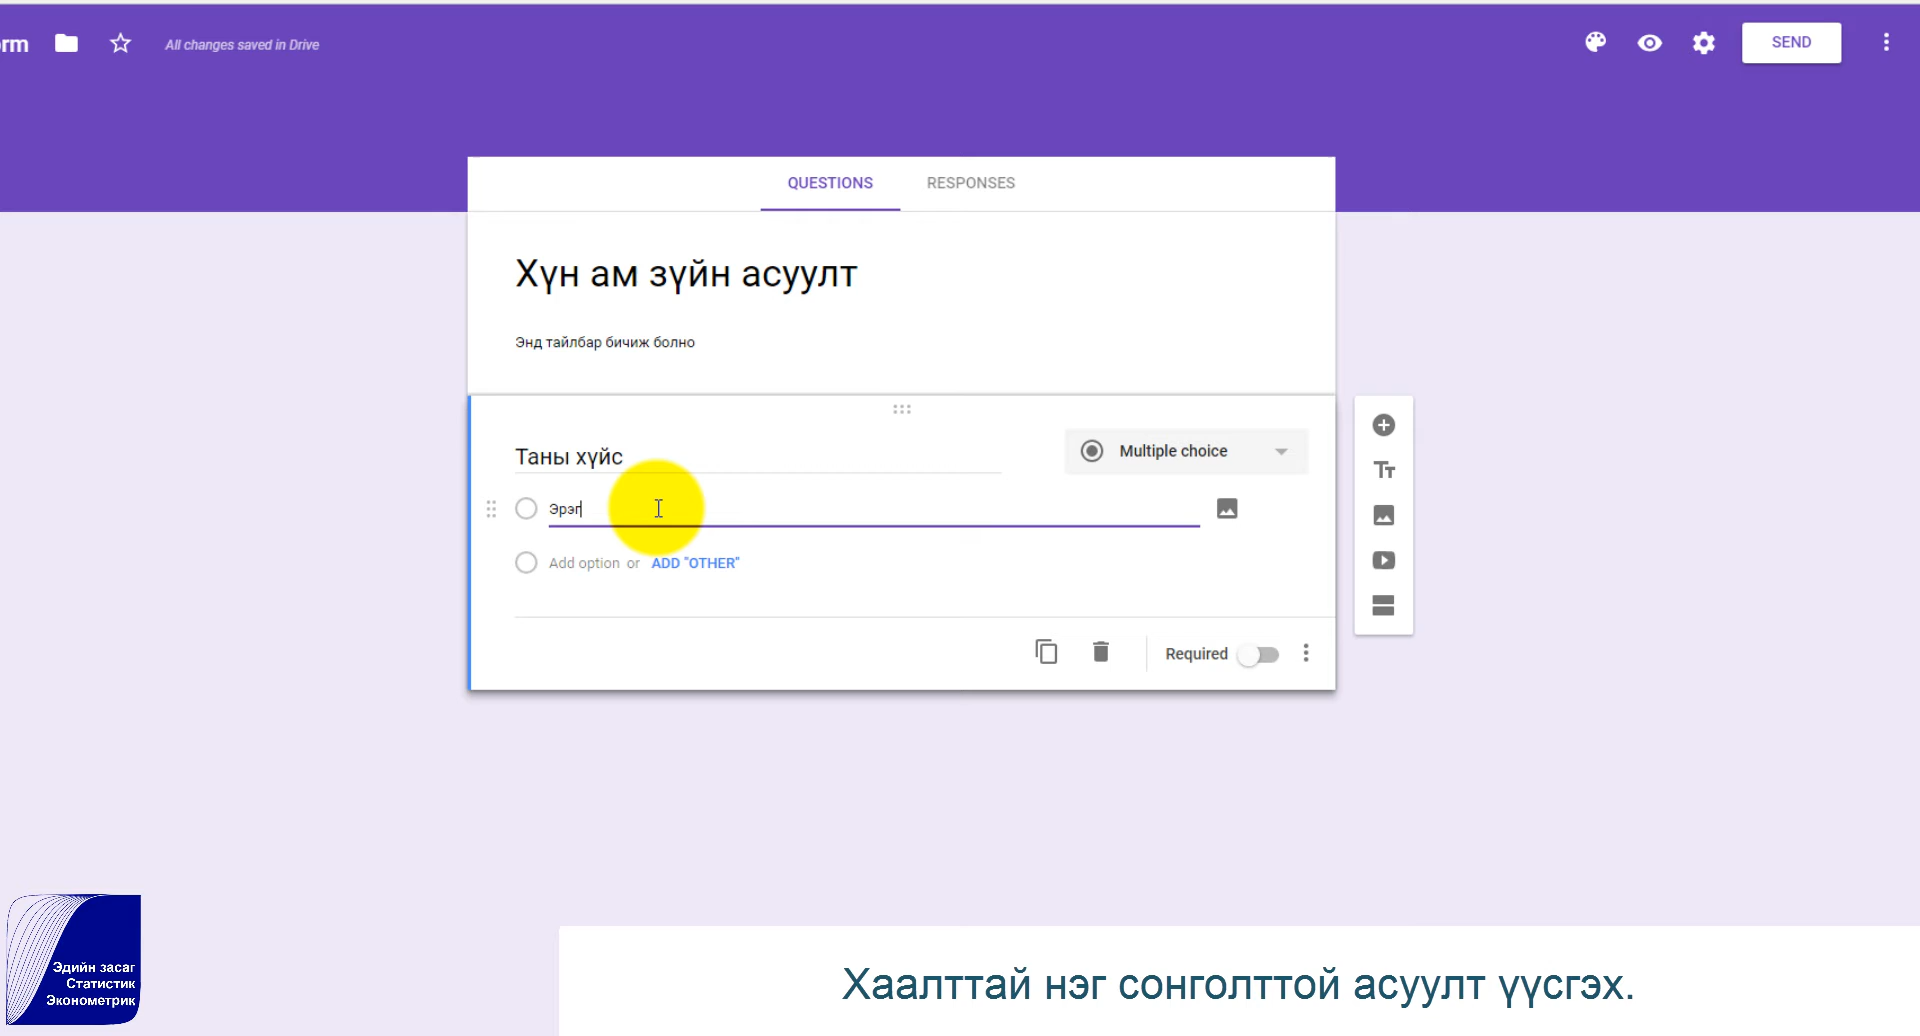 orm
All changes saved in Drive
SEND
QUESTIONS
RESPONSES
Хүн ам зүйн асуулт
Энд тайлбар бичиж болно
Таны хүйс
Multiple choice
Эрэг
Add option or ADD "OTHER"
Required
Эдийн засаг
Статистик
Эконометрик
Хаалттай нэг сонголттой асуулт үүсгэх.